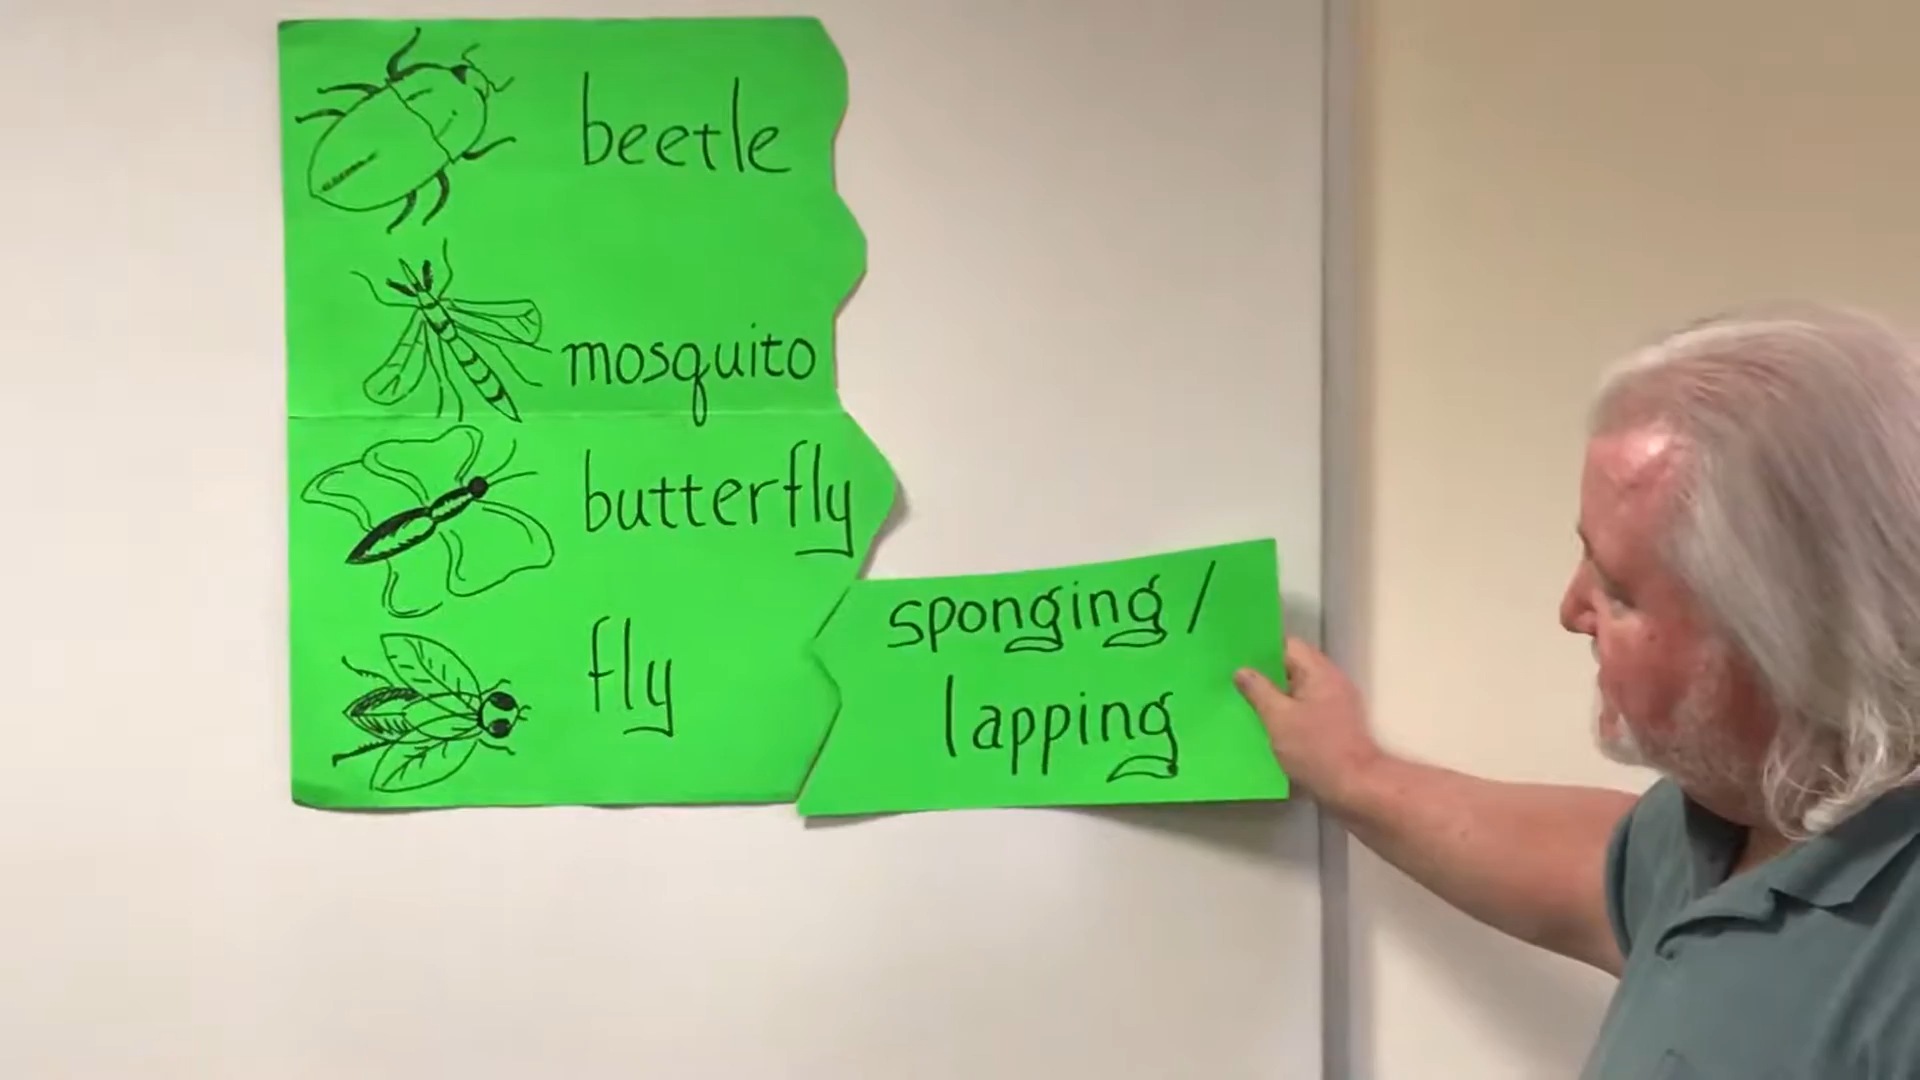 beetle
mosquito
butterfly
fly
sponging /
lapping